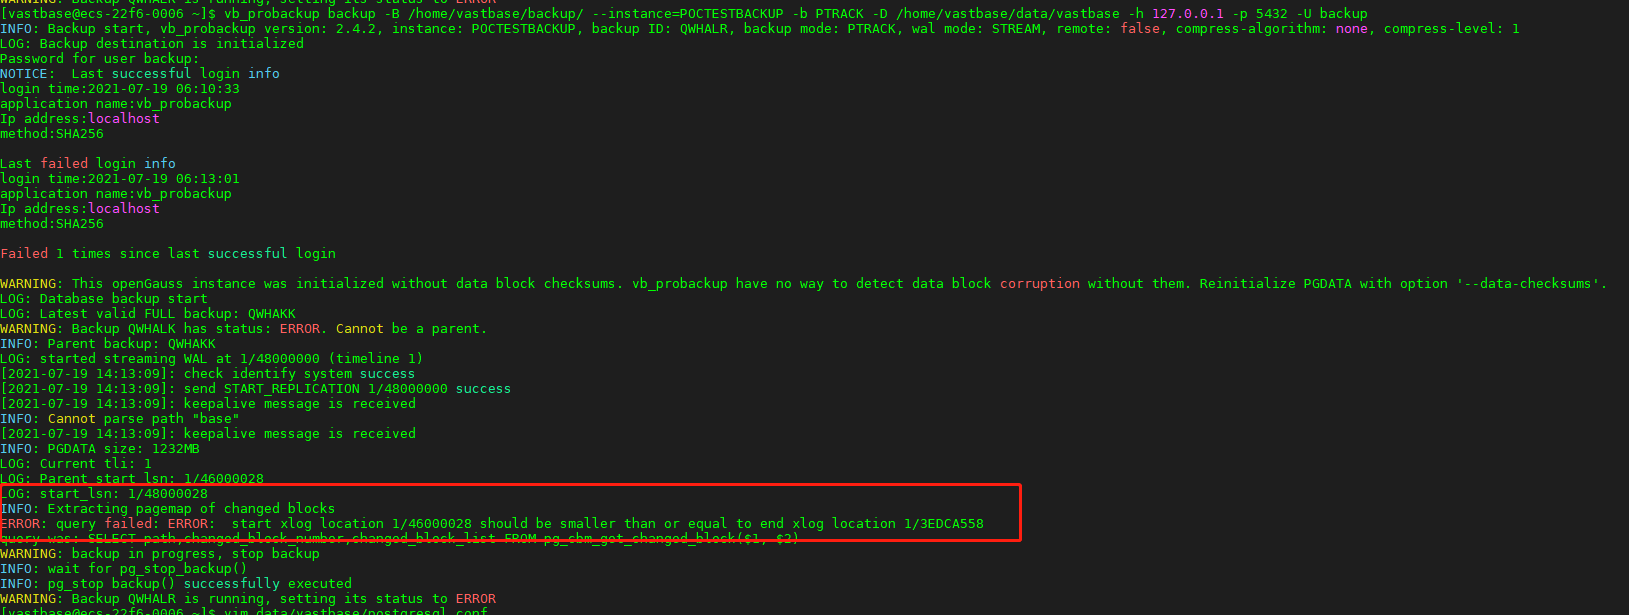 WARNING: Backup QWHALK is running, setting its status to ERROR
[vastbase@ecs-22f6-0006 ~]$ vb_probackup backup -B /home/vastbase/backup/ --instance=POCTESTBACKUP -b PTRACK -D /home/vastbase/data/vastbase -h 127.0.0.1 -p 5432 -U backup
INFO: Backup start, vb_probackup version: 2.4.2, instance: POCTESTBACKUP, backup ID: QWHALR, backup mode: PTRACK, wal mode: STREAM, remote: false, compress-algorithm: none, compress-level: 1
LOG: Backup destination is initialized
Password for user backup:
NOTICE:  Last successful login info
login time:2021-07-19 06:10:33
application name:vb_probackup
Ip address:localhost
method:SHA256
Last failed login info
login time:2021-07-19 06:13:01
application name:vb_probackup
Ip address:localhost
method:SHA256
Failed 1 times since last successful login
WARNING: This openGauss instance was initialized without data block checksums. vb_probackup have no way to detect data block corruption without them. Reinitialize PGDATA with option '--data-checksums'.
LOG: Database backup start
LOG: Latest valid FULL backup: QWHAKK
WARNING: Backup QWHALK has status: ERROR. Cannot be a parent.
INFO: Parent backup: QWHAKK
LOG: started streaming WAL at 1/48000000 (timeline 1)
[2021-07-19 14:13:09]: check identify system success
[2021-07-19 14:13:09]: send START_REPLICATION 1/48000000 success
[2021-07-19 14:13:09]: keepalive message is received
INFO: Cannot parse path "base"
[2021-07-19 14:13:09]: keepalive message is received
INFO: PGDATA size: 1232MB
LOG: Current tli: 1
LOG: Parent start_lsn: 1/46000028
LOG: start_lsn: 1/48000028
INFO: Extracting pagemap of changed blocks
ERROR: query failed: ERROR:  start xlog location 1/46000028 should be smaller than or equal to end xlog location 1/3EDCA558
query was: SELECT path,changed_block_number,changed_block_list FROM pg_cbm_get_changed_block($1, $2)
WARNING: backup in progress, stop backup
INFO: wait for pg_stop_backup()
INFO: pg_stop backup() successfully executed
WARNING: Backup QWHALR is running, setting its status to ERROR
[vastbase@ecs-22f6-0006 ~]$ vim data/vastbase/postgresql.conf